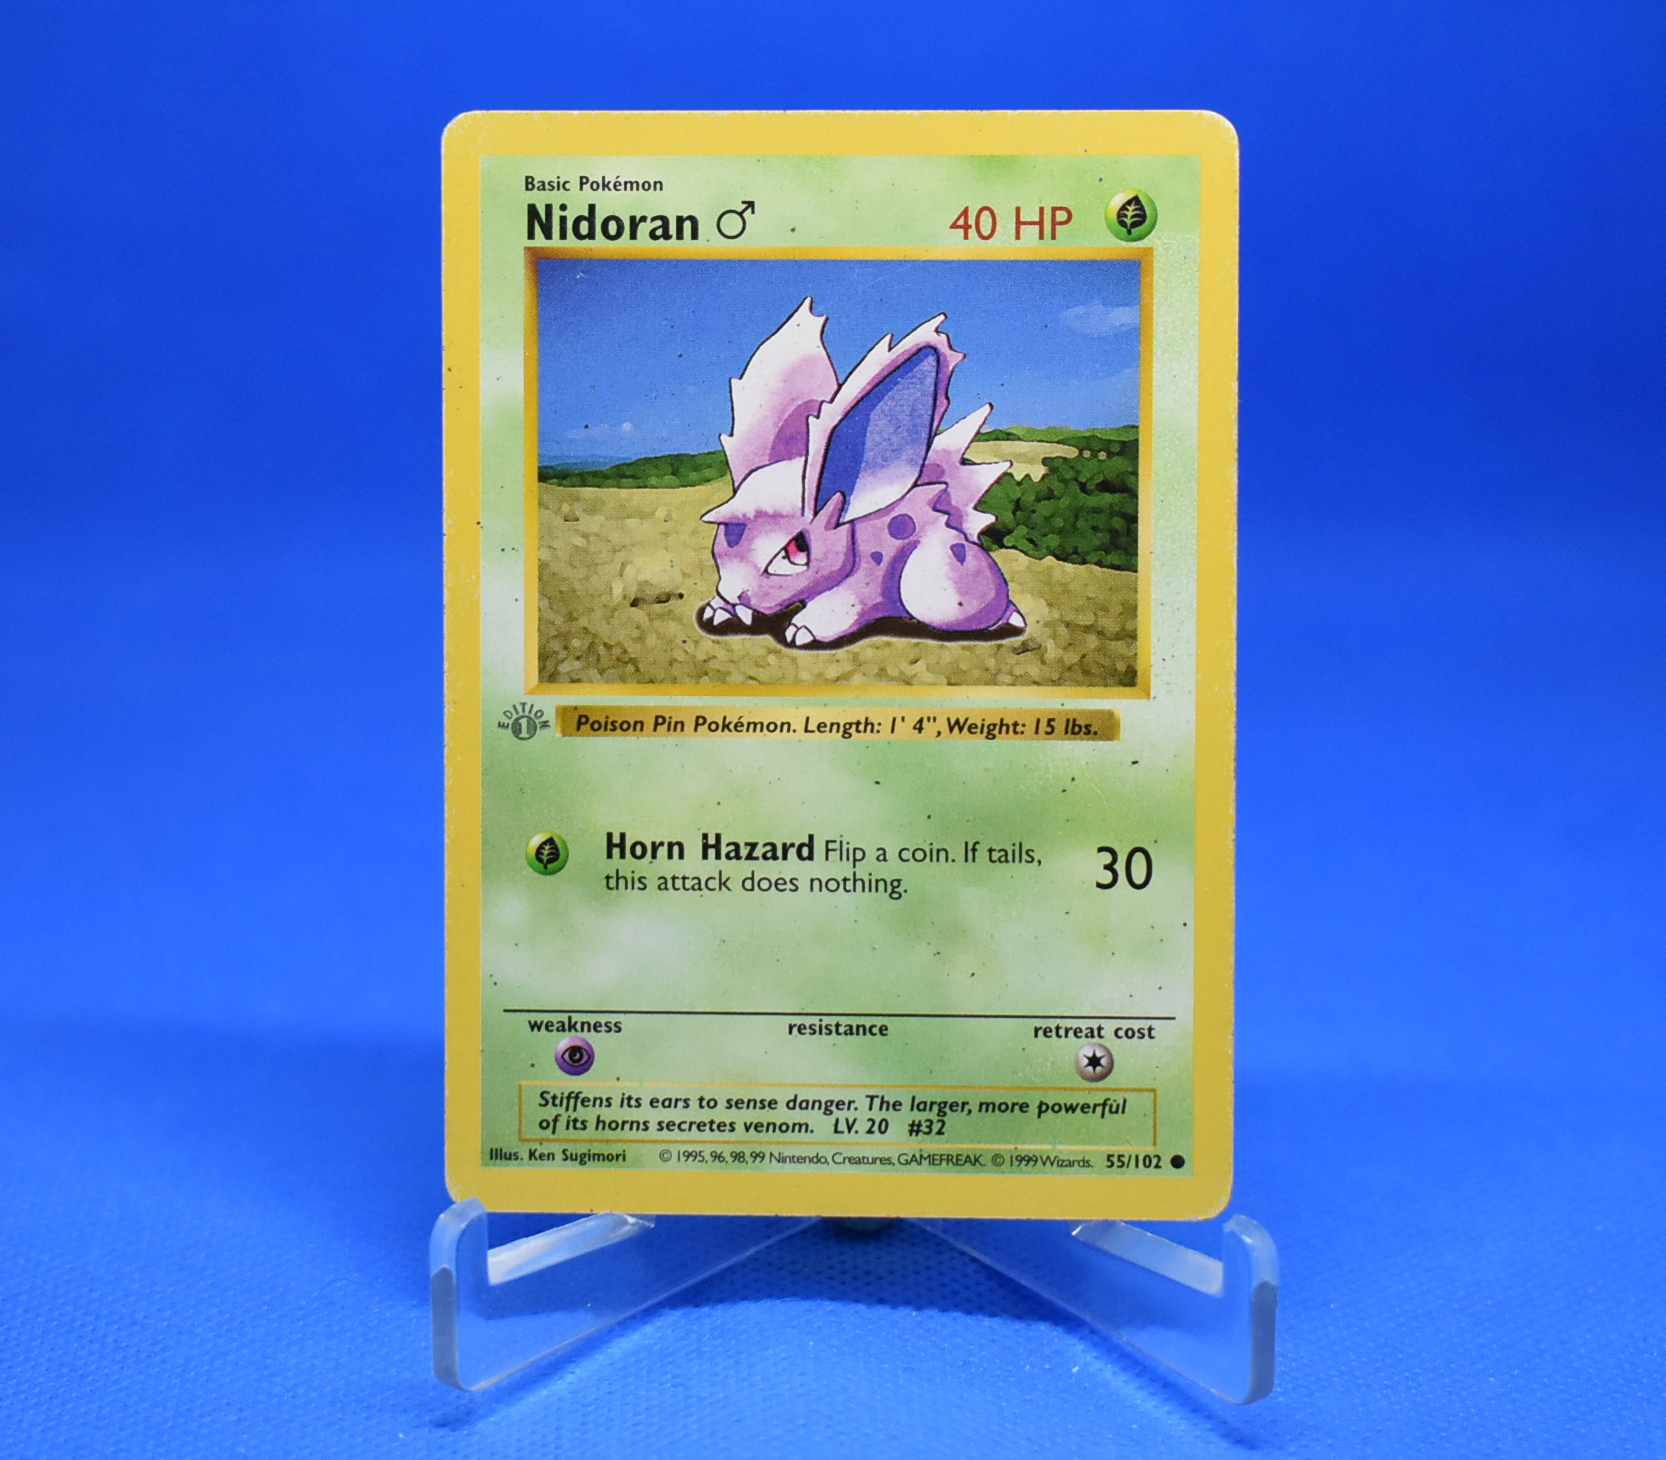 Basic Pokémon
Nidoran ♂ 40 HP
EDITION 1
Poison Pin Pokémon. Length: 1' 4", Weight: 15 lbs.
Horn Hazard Flip a coin. If tails,
this attack does nothing. 30
weakness resistance retreat cost
Stiffens its ears to sense danger. The larger, more powerful
of its horns secretes venom. LV. 20 #32
Illus. Ken Sugimori © 1995, 96, 98, 99 Nintendo, Creatures, GAMEFREAK. © 1999 Wizards. 55/102